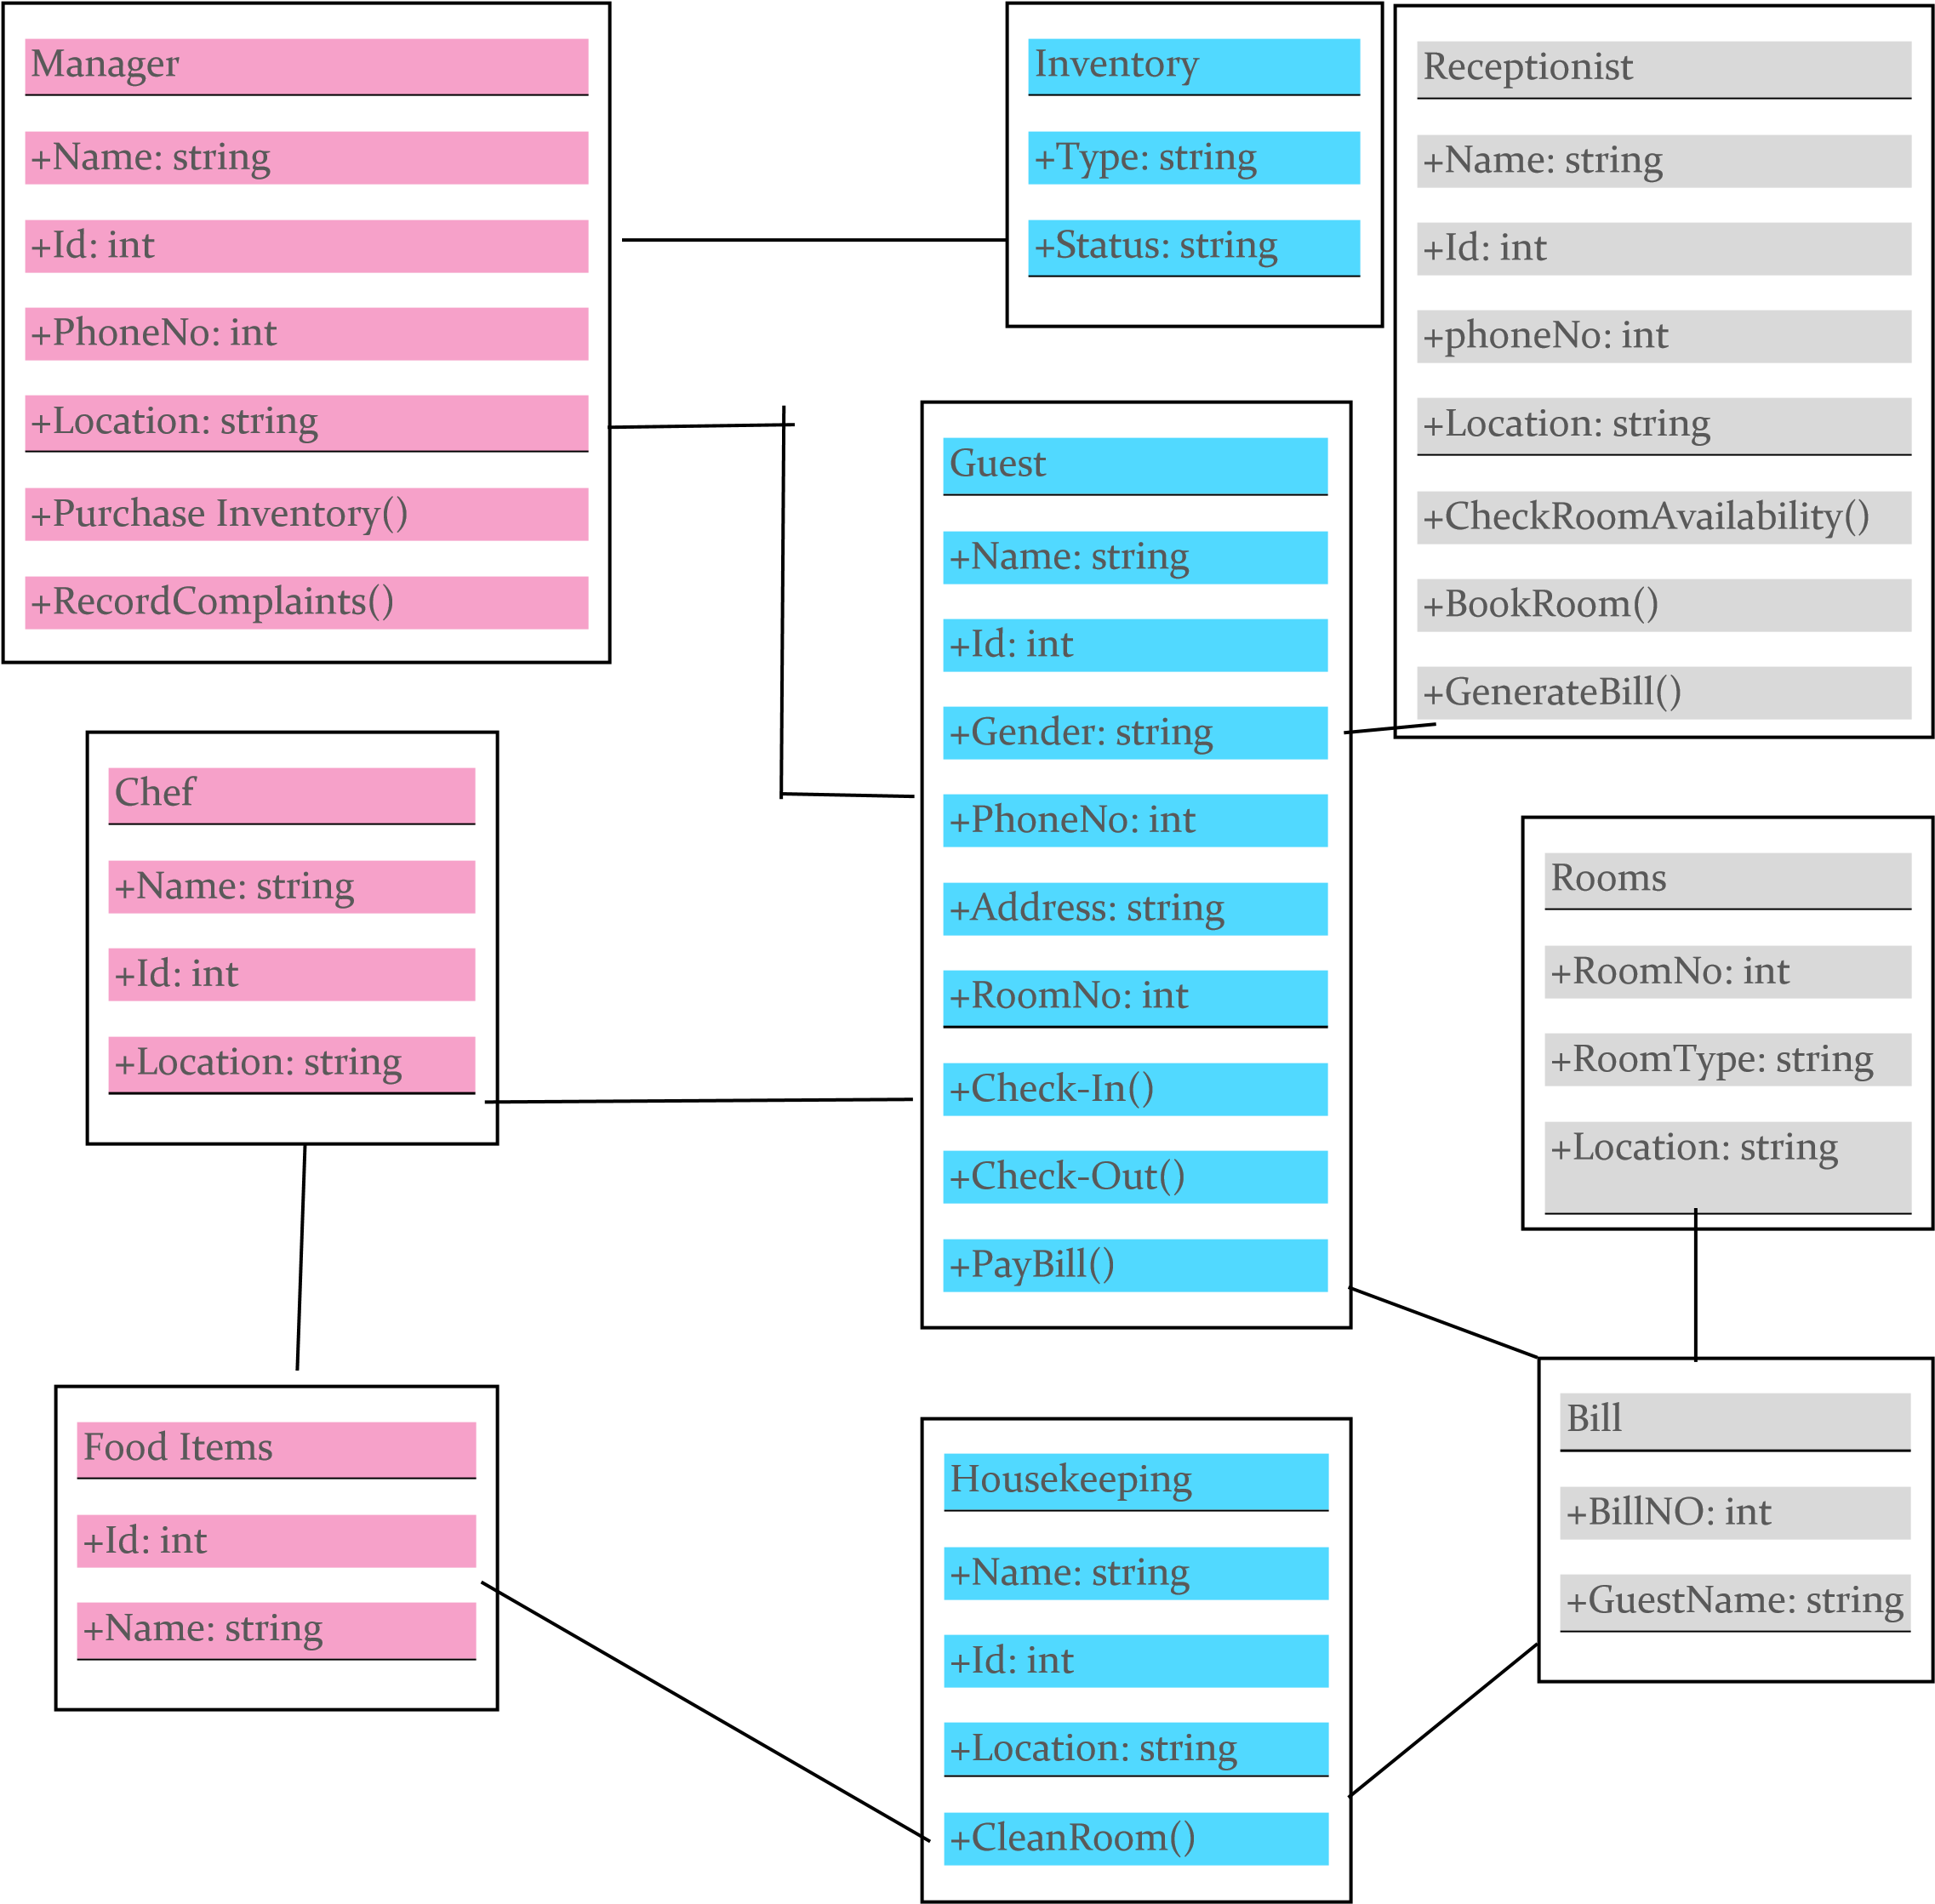 Manager
+Name: string
+Id: int
+PhoneNo: int
+Location: string
+Purchase Inventory()
+RecordComplaints()
Inventory
+Type: string
+Status: string
Receptionist
+Name: string
+Id: int
+phoneNo: int
+Location: string
+CheckRoomAvailability()
+BookRoom()
+GenerateBill()
Guest
+Name: string
+Id: int
+Gender: string
+PhoneNo: int
+Address: string
+RoomNo: int
+Check-In()
+Check-Out()
+PayBill()
Chef
+Name: string
+Id: int
+Location: string
Rooms
+RoomNo: int
+RoomType: string
+Location: string
Food Items
+Id: int
+Name: string
Housekeeping
+Name: string
+Id: int
+Location: string
+CleanRoom()
Bill
+BillNO: int
+GuestName: string